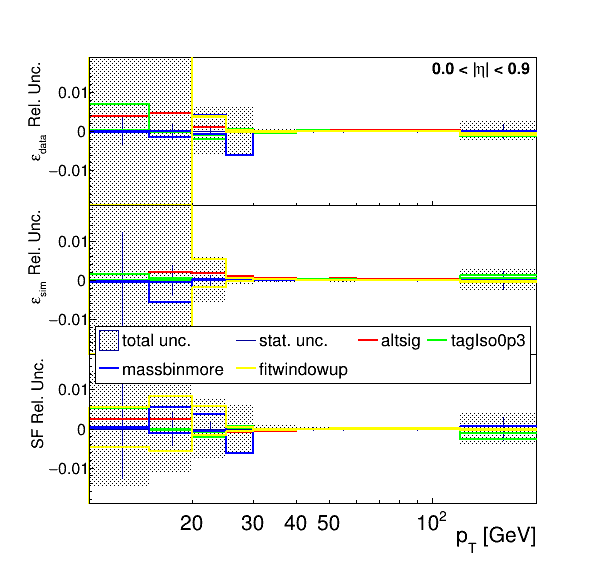 0.0 < |η| < 0.9
ε_data Rel. Unc.
0.01
0
−0.01
ε_sim Rel. Unc.
0.01
0
−0.01
total unc. stat. unc. altsig tagIso0p3
massbinmore fitwindowup
SF Rel. Unc.
0.01
0
−0.01
20 30 40 50 10²
p_T [GeV]